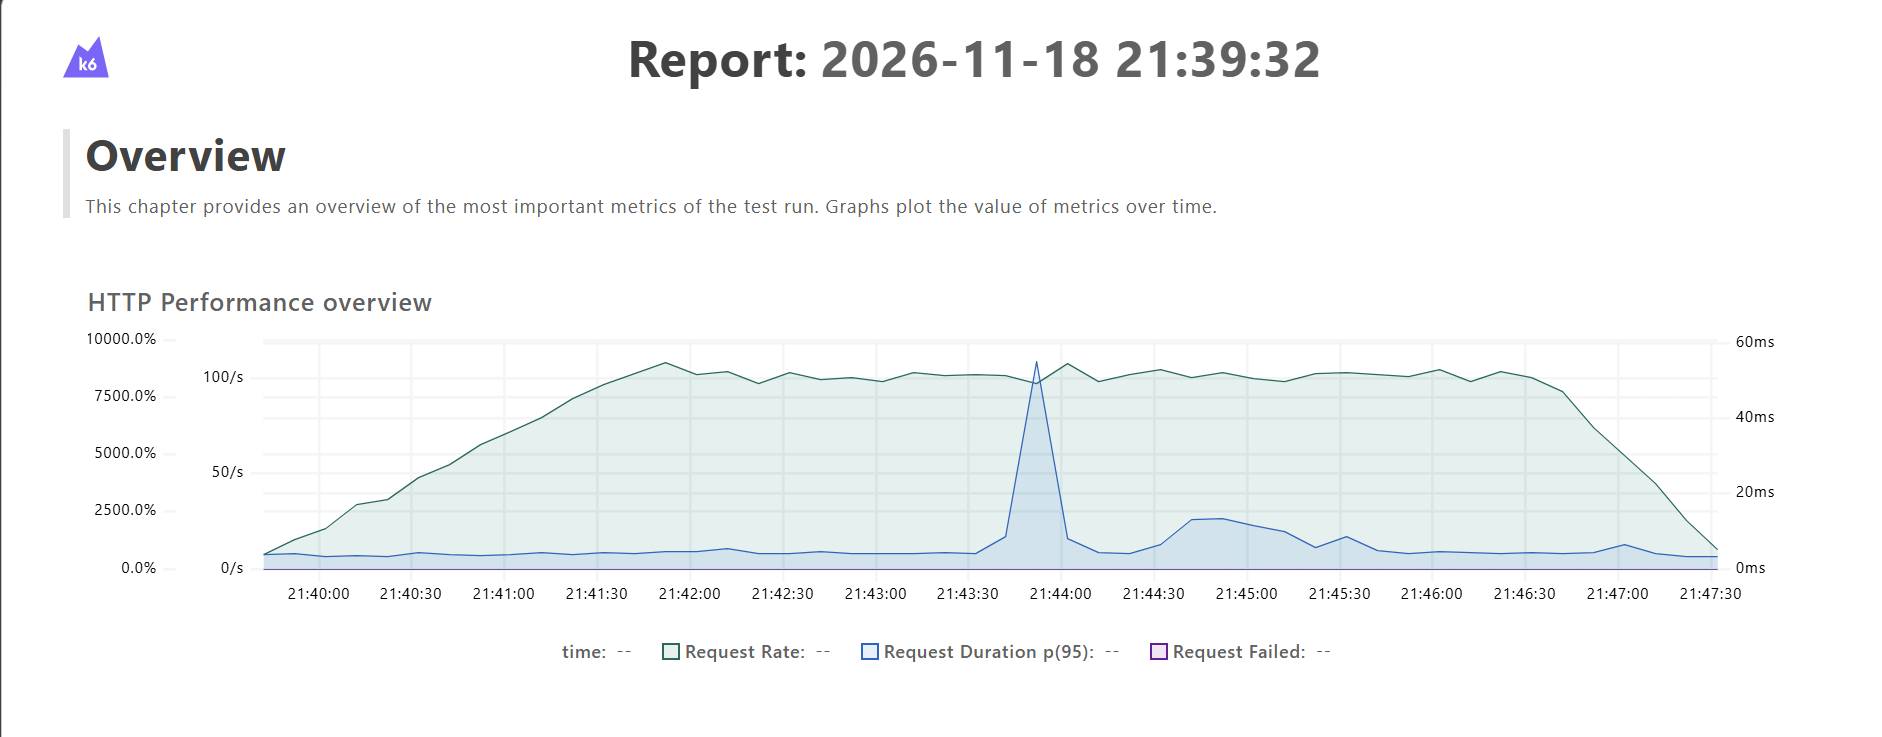 k6
Report: 2026-11-18 21:39:32
Overview
This chapter provides an overview of the most important metrics of the test run. Graphs plot the value of metrics over time.
HTTP Performance overview
10000.0%
7500.0%
5000.0%
2500.0%
0.0%
100/s
50/s
0/s
60ms
40ms
20ms
0ms
21:40:00 21:40:30 21:41:00 21:41:30 21:42:00 21:42:30 21:43:00 21:43:30 21:44:00 21:44:30 21:45:00 21:45:30 21:46:00 21:46:30 21:47:00 21:47:30
time: -- Request Rate: -- Request Duration p(95): -- Request Failed: --